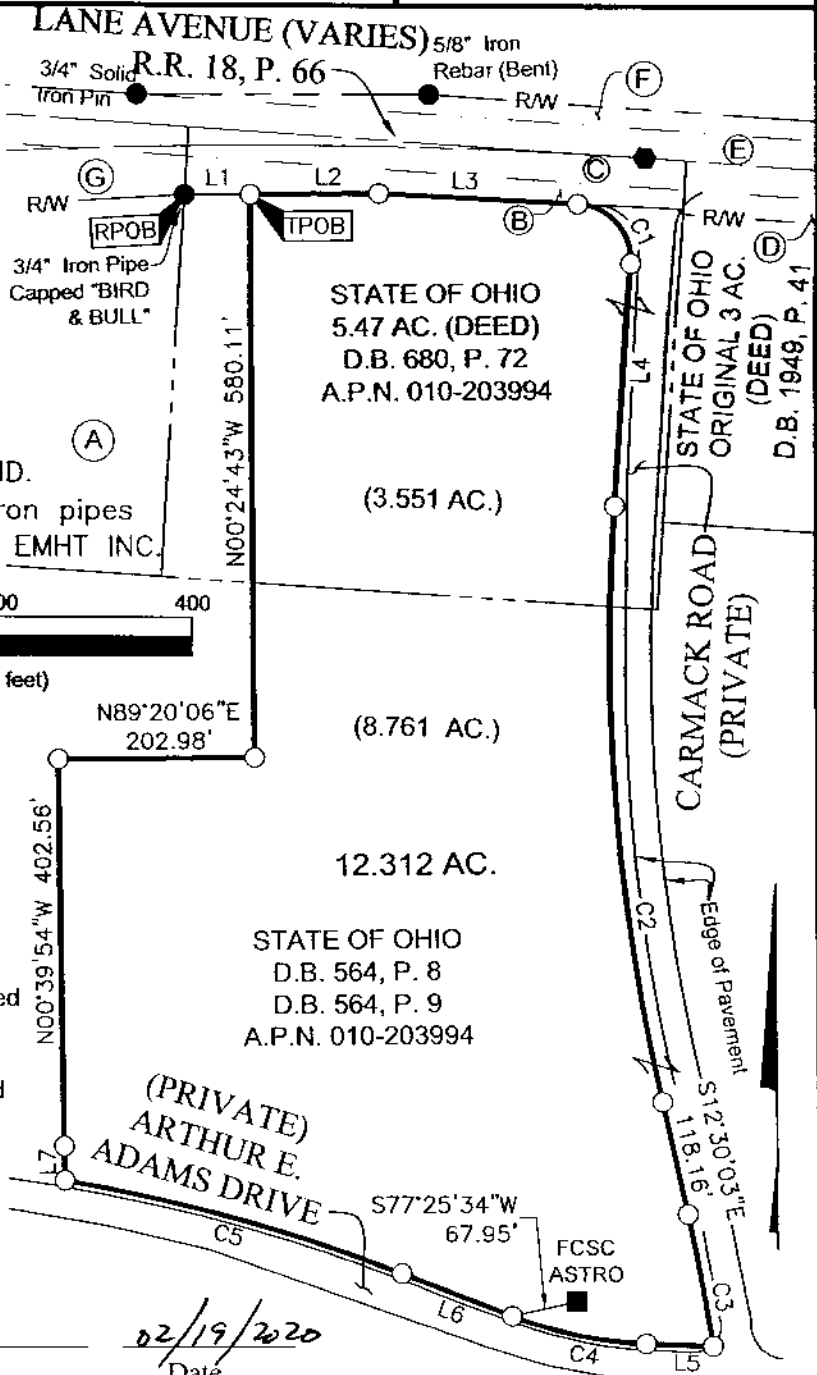 LANE AVENUE (VARIES)
R.R. 18, P. 66
3/4" Solid
Iron Pin
5/8" Iron
Rebar (Bent)
R/W
F
E
G
L1
L2
L3
C
R/W
RPOB
TPOB
B
R/W
C1
D
3/4" Iron Pipe
Capped "BIRD
& BULL"
STATE OF OHIO
5.47 AC. (DEED)
D.B. 680, P. 72
A.P.N. 010-203994
L4
STATE OF OHIO
ORIGINAL 3 AC.
(DEED)
D.B. 1949, P. 41
A
N00°24'43"W 580.11'
(3.551 AC.)
ID.
ron pipes
EMHT INC.
00
400
feet)
CARMACK ROAD
(PRIVATE)
N89°20'06"E
202.98'
(8.761 AC.)
12.312 AC.
N00°39'54"W 402.56'
C2
Edge of Pavement
STATE OF OHIO
D.B. 564, P. 8
D.B. 564, P. 9
A.P.N. 010-203994
ed
d
S12°30'03"E
118.16'
(PRIVATE)
ARTHUR E.
ADAMS DRIVE
L7
S77°25'34"W
67.95'
FCSC
ASTRO
C5
L6
C4
C3
L5
02/19/2020
Date